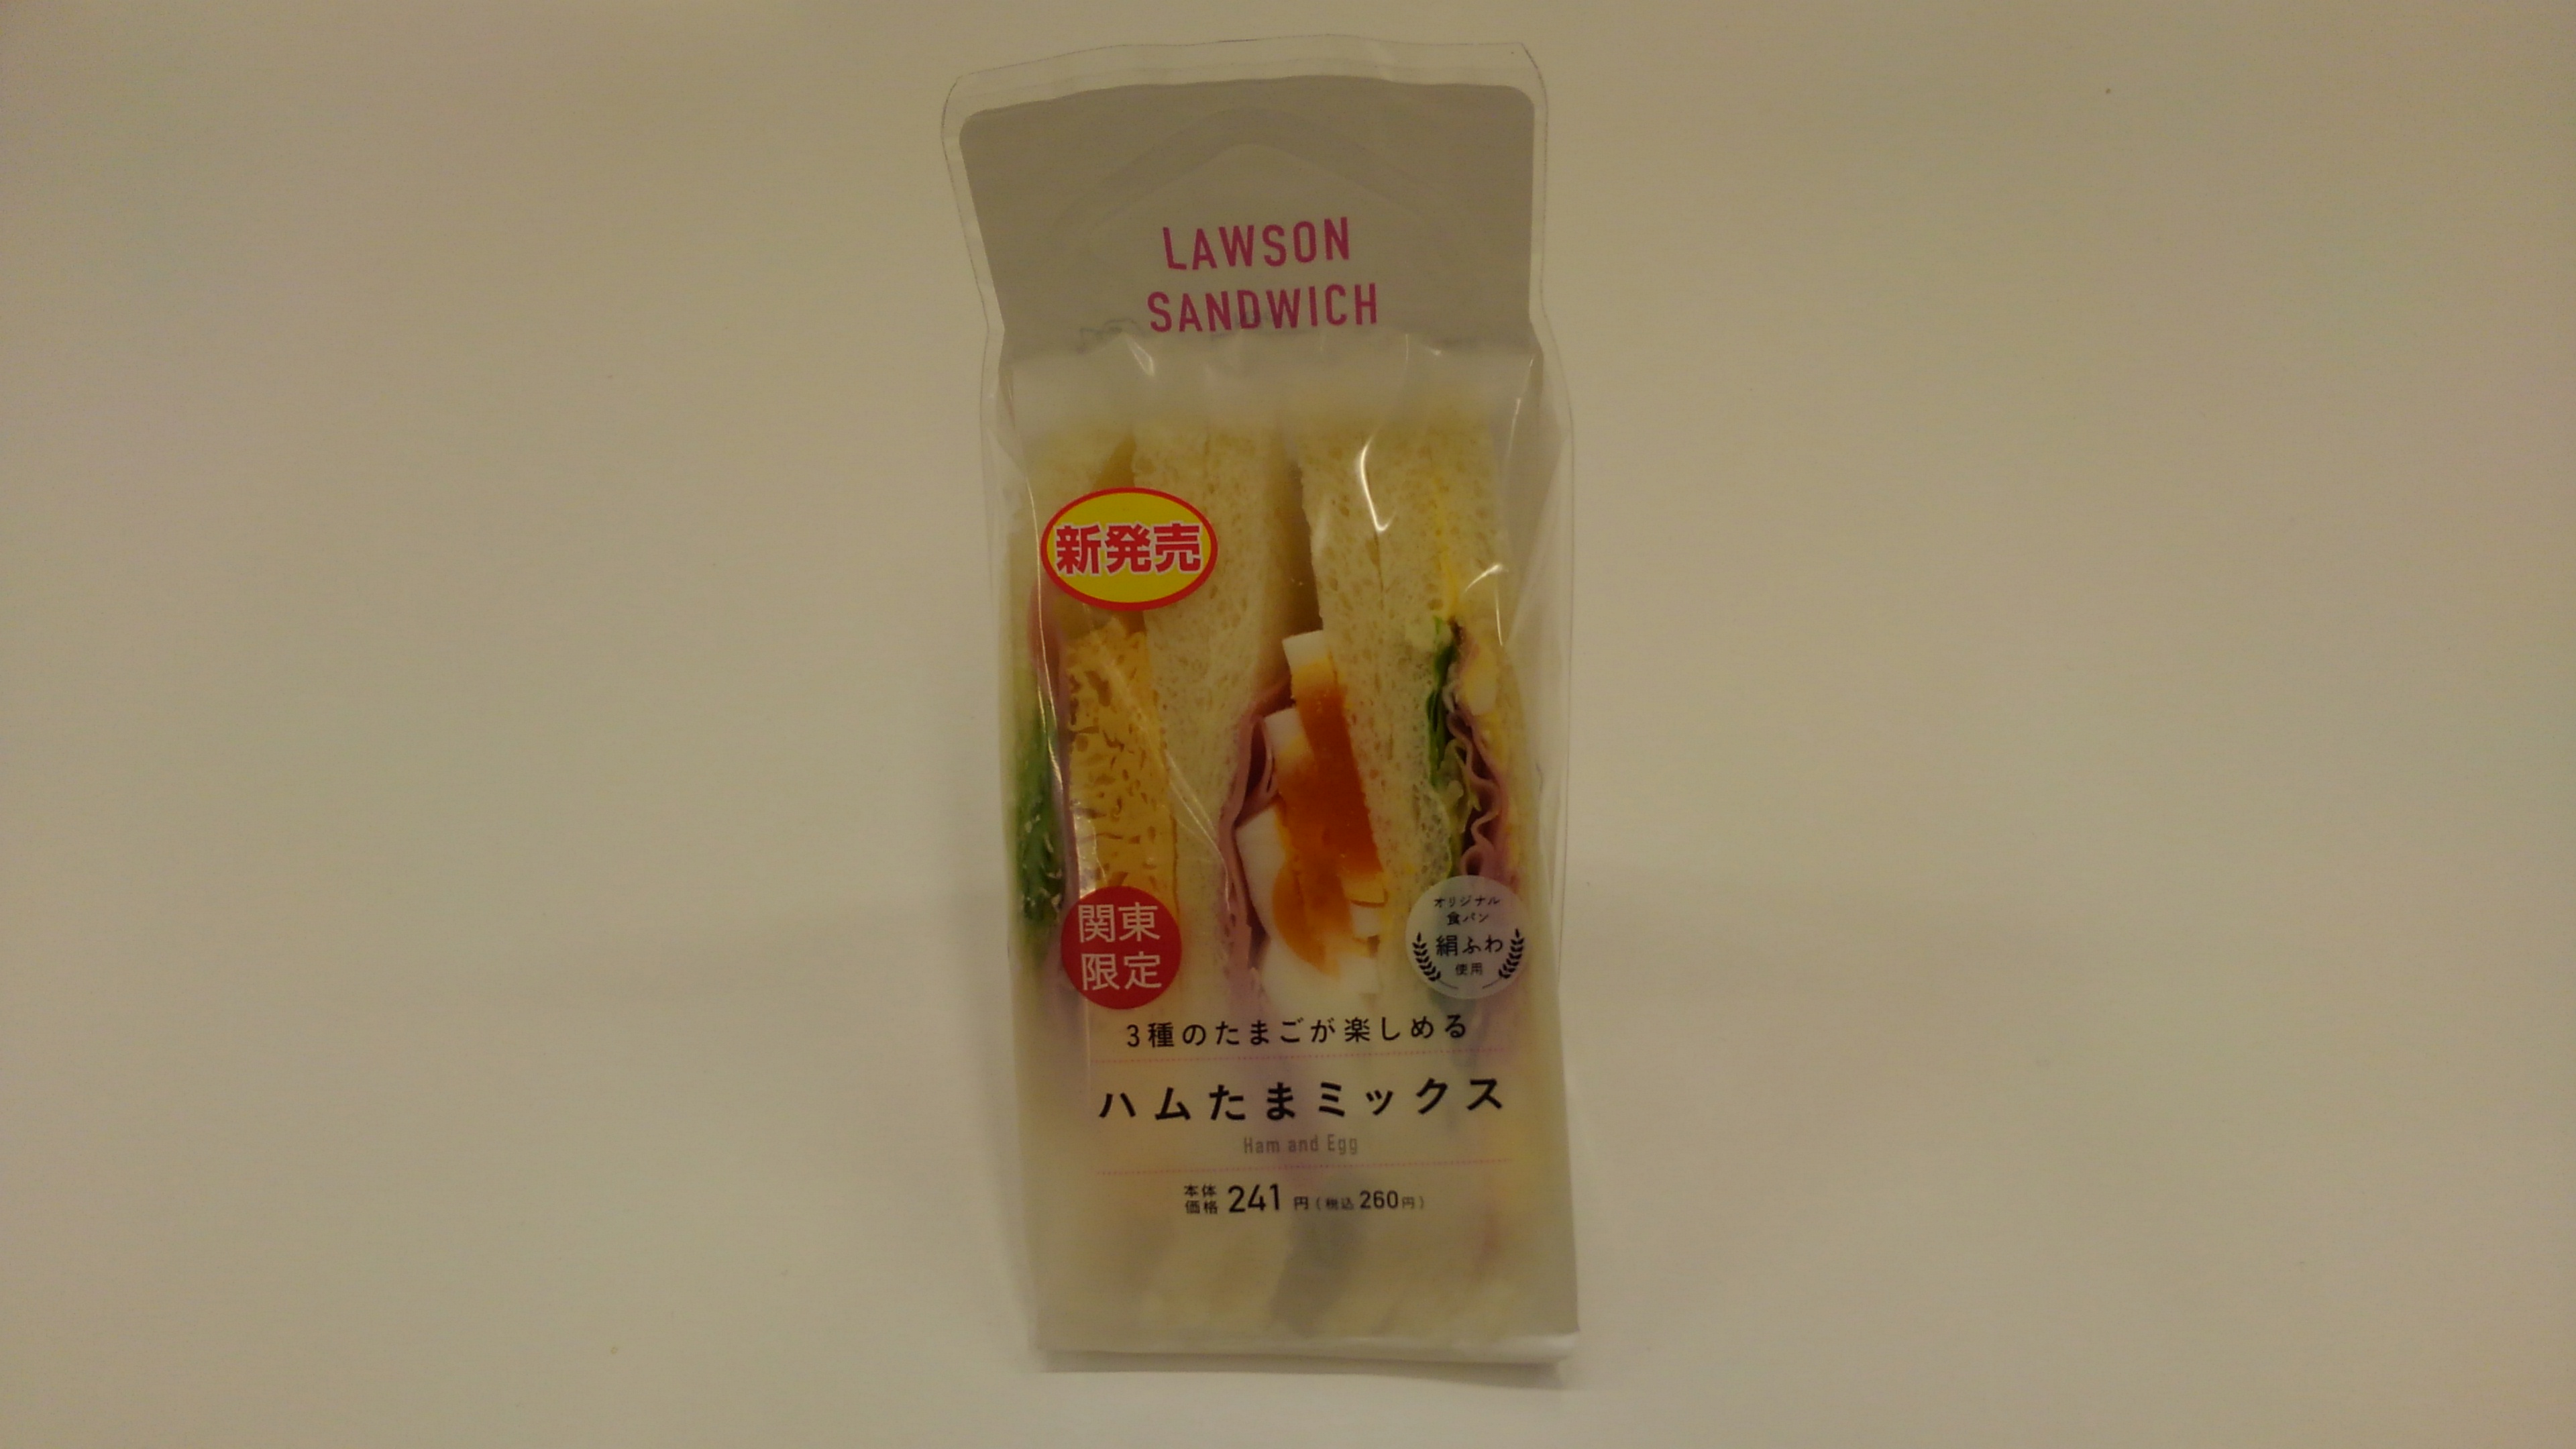 LAWSON
SANDWICH
新発売
関東
限定
オリジナル
食パン
絹ふわ
使用
3種のたまごが楽しめる
ハムたまミックス
Ham and Egg
本体
価格 241 円(税込260円)